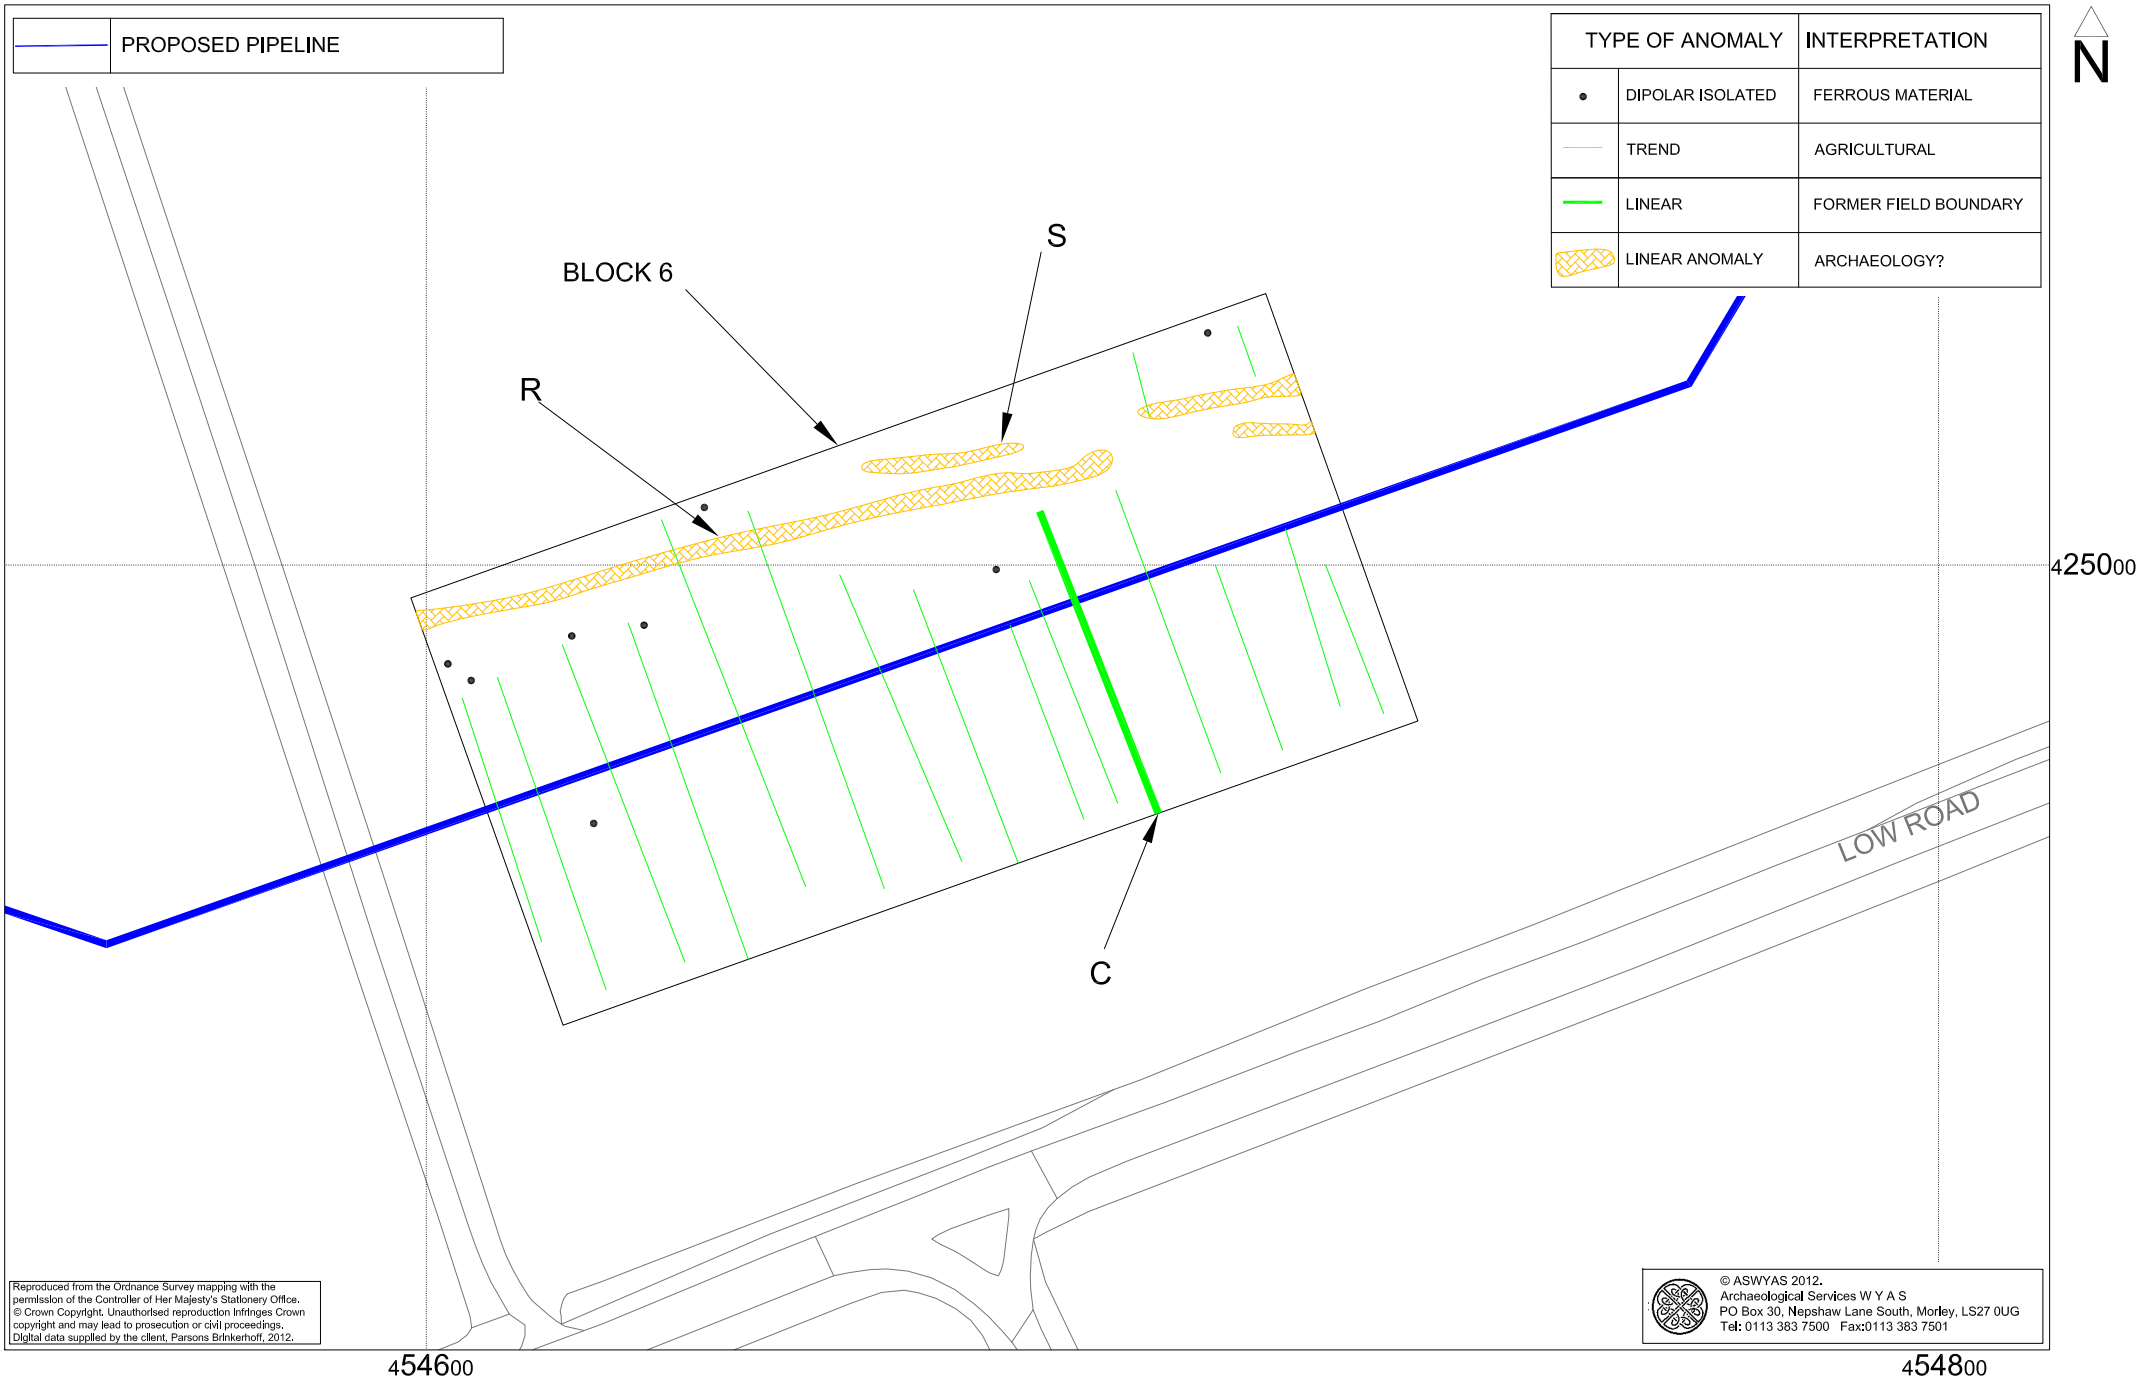 PROPOSED PIPELINE
TYPE OF ANOMALY INTERPRETATION
DIPOLAR ISOLATED FERROUS MATERIAL
TREND AGRICULTURAL
LINEAR FORMER FIELD BOUNDARY
LINEAR ANOMALY ARCHAEOLOGY?
N
S
BLOCK 6
R
425000
LOW ROAD
C
Reproduced from the Ordnance Survey mapping with the
permission of the Controller of Her Majesty's Stationery Office.
© Crown Copyright. Unauthorised reproduction infringes Crown
copyright and may lead to prosecution or civil proceedings.
Digital data supplied by the client, Parsons Brinkerhoff, 2012.
© ASWYAS 2012.
Archaeological Services W Y A S
PO Box 30, Nepshaw Lane South, Morley, LS27 0UG
Tel: 0113 383 7500 Fax:0113 383 7501
454600
454800